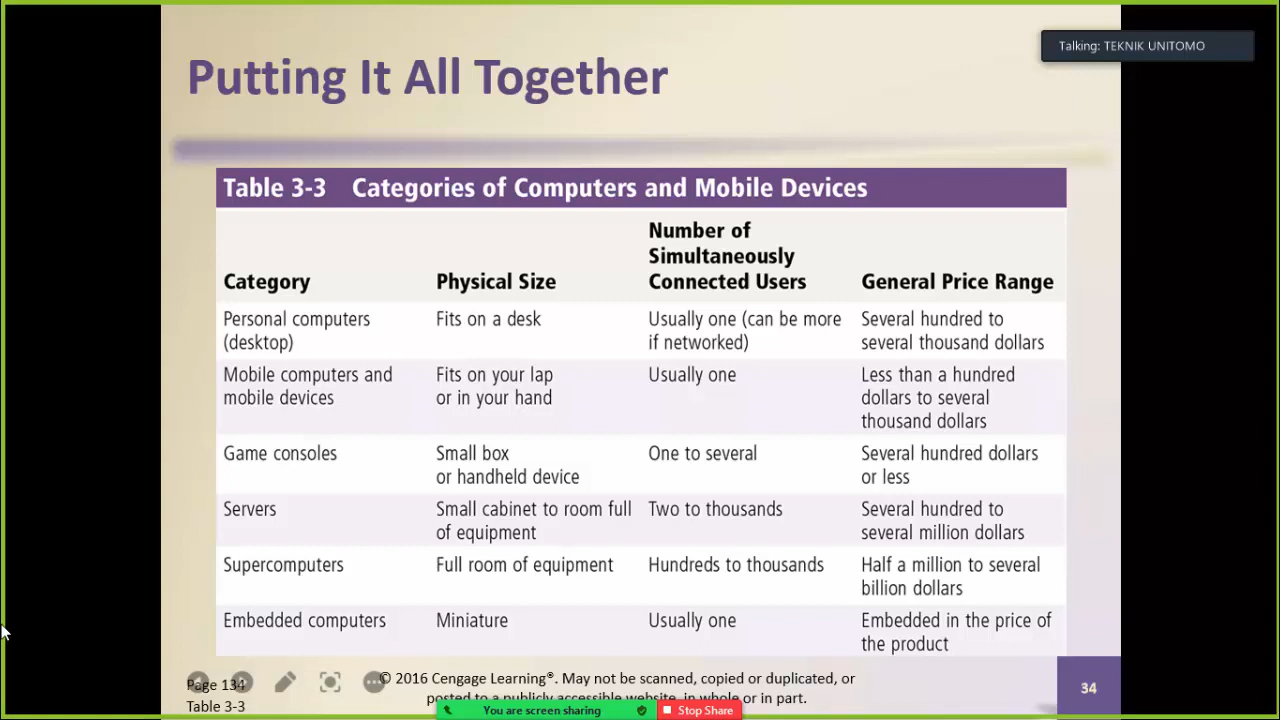 Talking: TEKNIK UNITOMO
Putting It All Together
Table 3-3 Categories of Computers and Mobile Devices
Category
Physical Size
Number of
Simultaneously
Connected Users
General Price Range
Personal computers
(desktop)
Fits on a desk
Usually one (can be more
if networked)
Several hundred to
several thousand dollars
Mobile computers and
mobile devices
Fits on your lap
or in your hand
Usually one
Less than a hundred
dollars to several
thousand dollars
Game consoles
Small box
or handheld device
One to several
Several hundred dollars
or less
Servers
Small cabinet to room full
of equipment
Two to thousands
Several hundred to
several million dollars
Supercomputers
Full room of equipment
Hundreds to thousands
Half a million to several
billion dollars
Embedded computers
Miniature
Usually one
Embedded in the price of
the product
Page 134
Table 3-3
© 2016 Cengage Learning®. May not be scanned, copied or duplicated, or
posted to a publicly accessible website, in whole or in part.
34
You are screen sharing
Stop Share